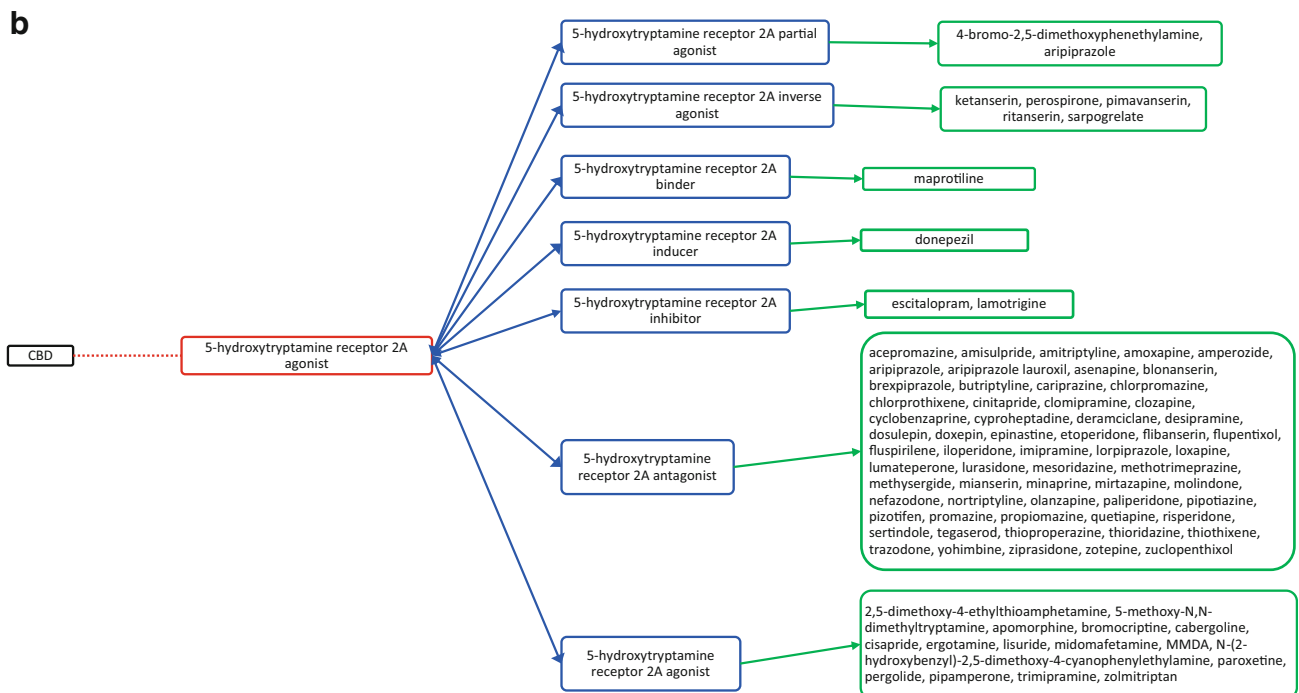 b
5-hydroxytryptamine receptor 2A partial
agonist
4-bromo-2,5-dimethoxyphenethylamine,
aripiprazole
5-hydroxytryptamine receptor 2A inverse
agonist
ketanserin, perospirone, pimavanserin,
ritanserin, sarpogrelate
5-hydroxytryptamine receptor 2A
binder
maprotiline
5-hydroxytryptamine receptor 2A
inducer
donepezil
5-hydroxytryptamine receptor 2A
inhibitor
escitalopram, lamotrigine
CBD
5-hydroxytryptamine receptor 2A
agonist
5-hydroxytryptamine
receptor 2A antagonist
acepromazine, amisulpride, amitriptyline, amoxapine, amperozide,
aripiprazole, aripiprazole lauroxil, asenapine, blonanserin,
brexpiprazole, butriptyline, cariprazine, chlorpromazine,
chlorprothixene, cinitapride, clomipramine, clozapine,
cyclobenzaprine, cyproheptadine, deramciclane, desipramine,
dosulepin, doxepin, epinastine, etoperidone, flibanserin, flupentixol,
fluspirilene, iloperidone, imipramine, lorpiprazole, loxapine,
lumateperone, lurasidone, mesoridazine, methotrimeprazine,
methysergide, mianserin, minaprine, mirtazapine, molindone,
nefazodone, nortriptyline, olanzapine, paliperidone, pipotiazine,
pizotifen, promazine, propiomazine, quetiapine, risperidone,
sertindole, tegaserod, thioproperazine, thioridazine, thiothixene,
trazodone, yohimbine, ziprasidone, zotepine, zuclopenthixol
5-hydroxytryptamine
receptor 2A agonist
2,5-dimethoxy-4-ethylthioamphetamine, 5-methoxy-N,N-
dimethyltryptamine, apomorphine, bromocriptine, cabergoline,
cisapride, ergotamine, lisuride, midomafetamine, MMDA, N-(2-
hydroxybenzyl)-2,5-dimethoxy-4-cyanophenylethylamine, paroxetine,
pergolide, pipamperone, trimipramine, zolmitriptan